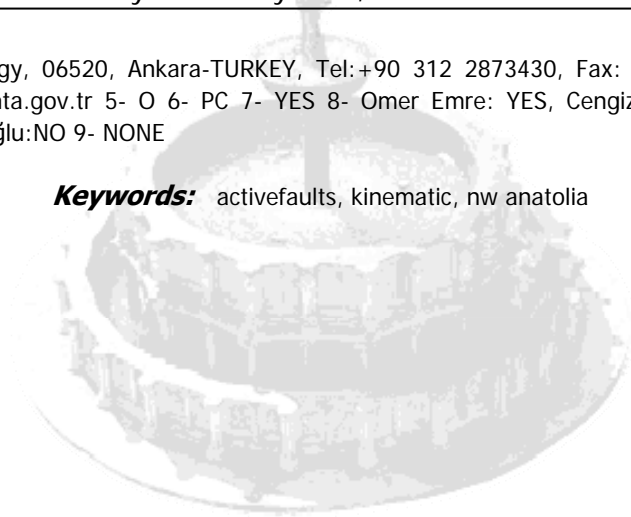 gy, 06520, Ankara-TURKEY, Tel:+90 312 2873430, Fax:
ta.gov.tr 5- O 6- PC 7- YES 8- Omer Emre: YES, Cengiz
ğlu:NO 9- NONE
Keywords: activefaults, kinematic, nw anatolia